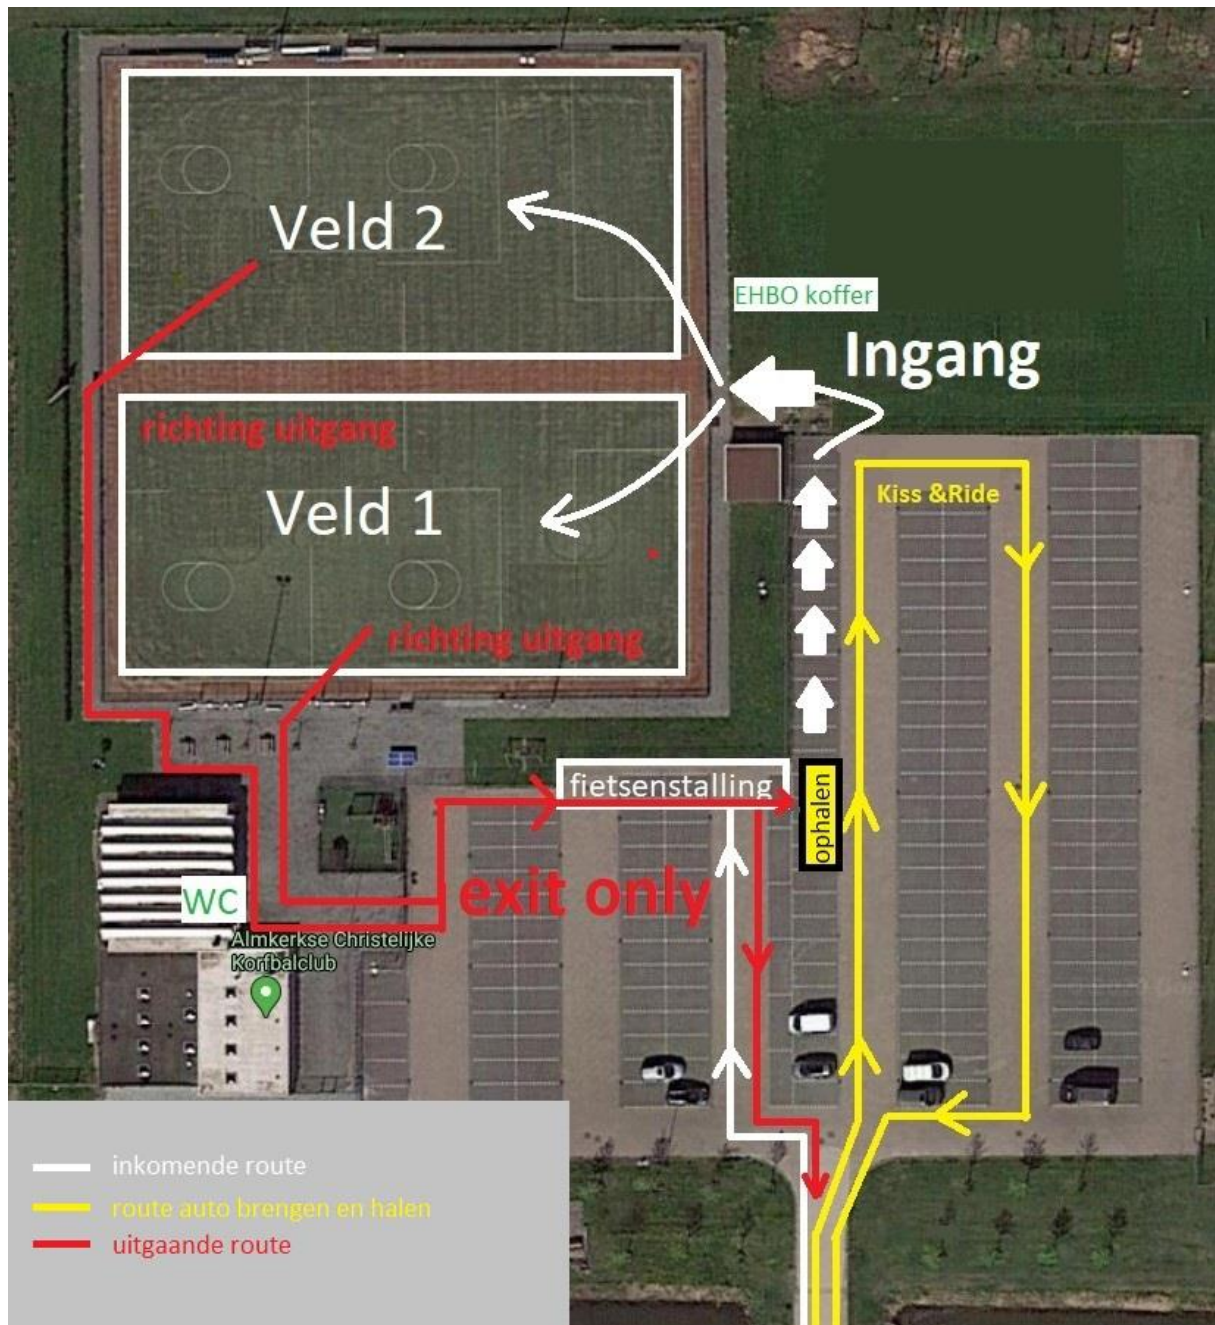 Veld 2
EHBO koffer
Ingang
richting uitgang
Veld 1
Kiss &Ride
richting uitgang
fietsenstalling
ophalen
exit only
WC
Almkerkse Christelijke
Korfbalclub
inkomende route
route auto brengen en halen
uitgaande route